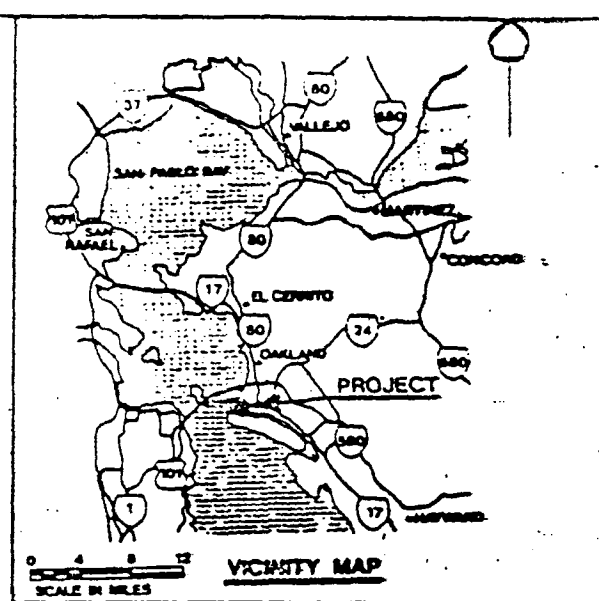 80
37
680
VALLEJO
SAN PABLO BAY
MARTINEZ
101
SAN
RAFAEL
80
CONCORD
17
EL CERRITO
80
24
OAKLAND
680
PROJECT
580
101
1
17
HAYWARD
0 4 8 12
SCALE IN MILES
VICINITY MAP